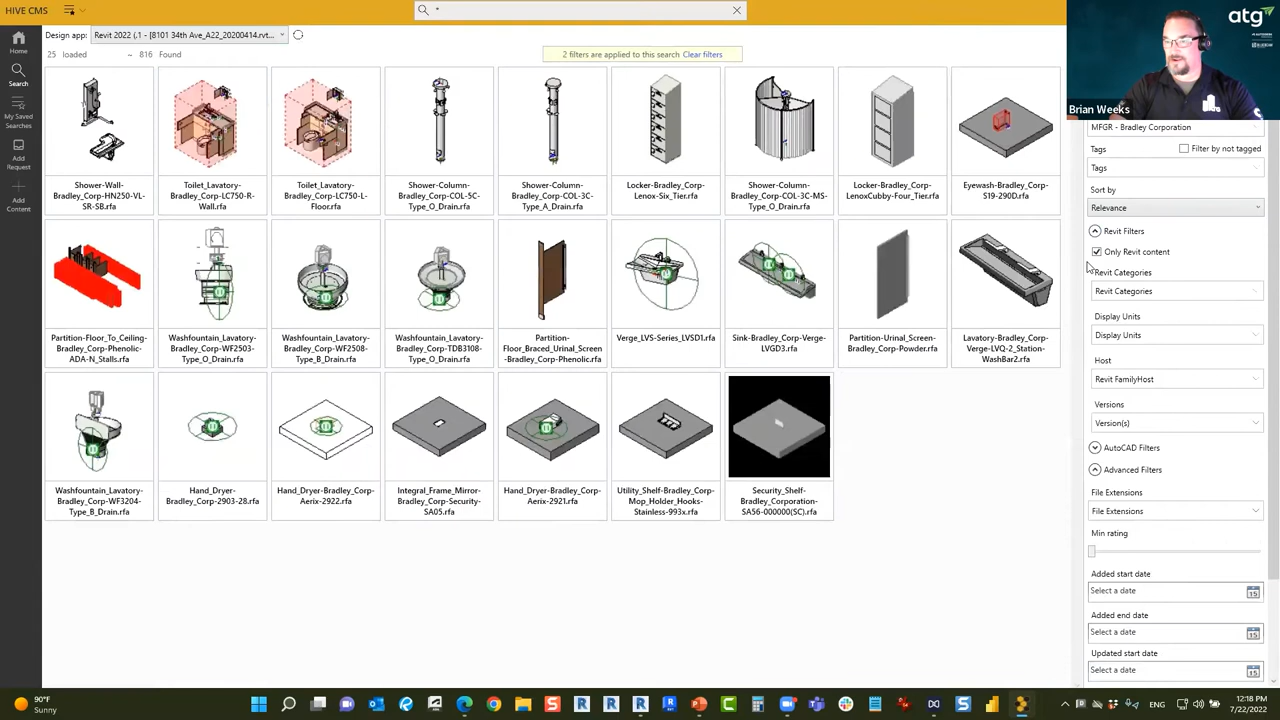 HIVE CMS
*
atg
Design app:
Revit 2022 (.1 - [8101 34th Ave_A22_20200414.rvt...
25 loaded ~ 816 Found
2 filters are applied to this search Clear filters
Home
Search
My Saved
Searches
Add
Request
Add
Content
Brian Weeks
Shower-Wall-
Bradley_Corp-HN250-VL-
SR-SB.rfa
Toilet_Lavatory-
Bradley_Corp-LC750-R-
Wall.rfa
Toilet_Lavatory-
Bradley_Corp-LC750-L-
Floor.rfa
Shower-Column-
Bradley_Corp-COL-5C-
Type_O_Drain.rfa
Shower-Column-
Bradley_Corp-COL-3C-
Type_A_Drain.rfa
Locker-Bradley_Corp-
Lenox-Six_Tier.rfa
Shower-Column-
Bradley_Corp-COL-3C-MS-
Type_O_Drain.rfa
Locker-Bradley_Corp-
LenoxCubby-Four_Tier.rfa
Eyewash-Bradley_Corp-
S19-290D.rfa
Partition-Floor_To_Ceiling-
Bradley_Corp-Phenolic-
ADA-N_Stalls.rfa
Washfountain_Lavatory-
Bradley_Corp-WF2503-
Type_O_Drain.rfa
Washfountain_Lavatory-
Bradley_Corp-WF2508-
Type_B_Drain.rfa
Washfountain_Lavatory-
Bradley_Corp-TDB3108-
Type_O_Drain.rfa
Partition-
Floor_Braced_Urinal_Screen
-Bradley_Corp-Phenolic.rfa
Verge_LVS-Series_LVSD1.rfa
Sink-Bradley_Corp-Verge-
LVGD3.rfa
Partition-Urinal_Screen-
Bradley_Corp-Powder.rfa
Lavatory-Bradley_Corp-
Verge-LVQ-2_Station-
WashBar2.rfa
Washfountain_Lavatory-
Bradley_Corp-WF3204-
Type_B_Drain.rfa
Hand_Dryer-
Bradley_Corp-2903-28.rfa
Hand_Dryer-Bradley_Corp-
Aerix-2922.rfa
Integral_Frame_Mirror-
Bradley_Corp-Security-
SA05.rfa
Hand_Dryer-Bradley_Corp-
Aerix-2921.rfa
Utility_Shelf-Bradley_Corp-
Mop_Holder_Hooks-
Stainless-993x.rfa
Security_Shelf-
Bradley_Corporation-
SA56-000000(SC).rfa
MFGR - Bradley Corporation
Tags
Filter by not tagged
Tags
Sort by
Relevance
Revit Filters
Only Revit content
Revit Categories
Revit Categories
Display Units
Display Units
Host
Revit FamilyHost
Versions
Version(s)
AutoCAD Filters
Advanced Filters
File Extensions
File Extensions
Min rating
Added start date
Select a date
15
Added end date
Select a date
15
Updated start date
Select a date
15
90°F
Sunny
ENG
12:18 PM
7/22/2022